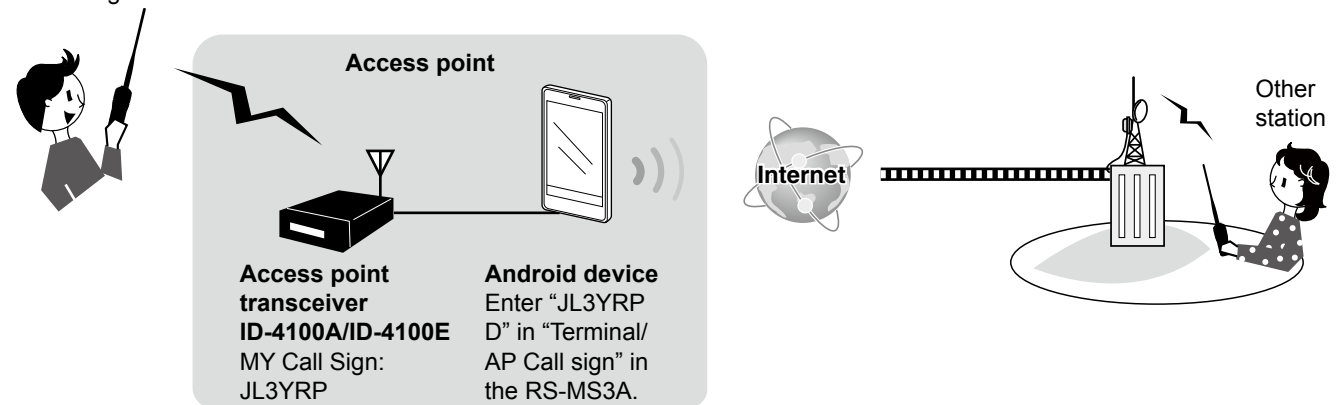 Access point
Access point
transceiver
ID-4100A/ID-4100E
MY Call Sign:
JL3YRP
Android device
Enter “JL3YRP
D” in “Terminal/
AP Call sign” in
the RS-MS3A.
Internet
Other
station